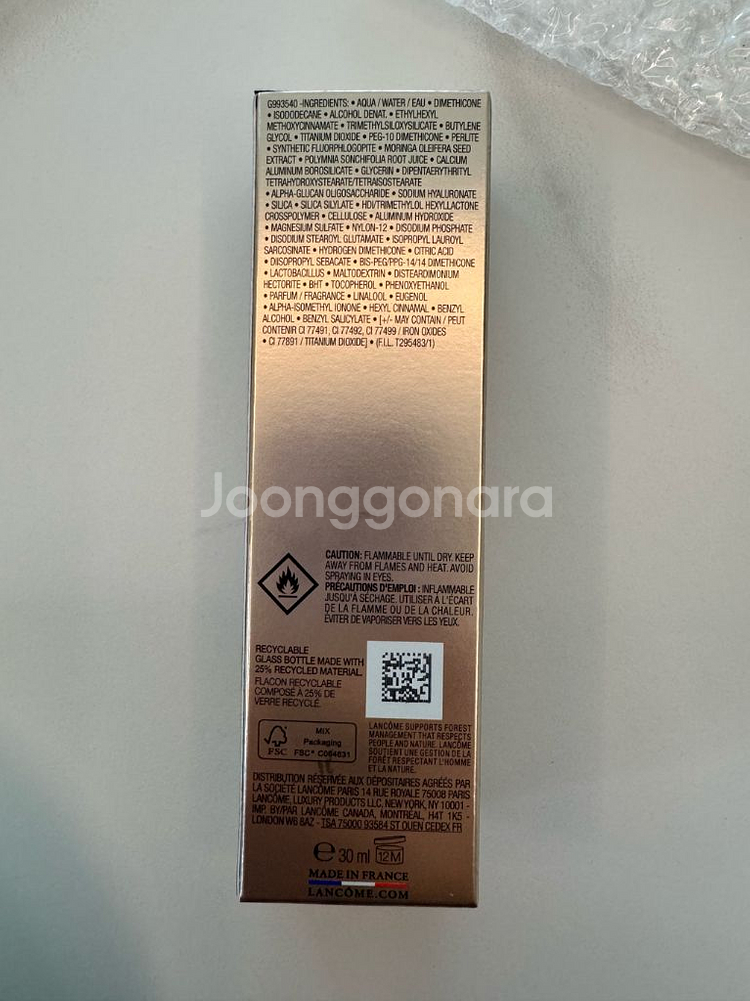 G993540 -INGREDIENTS: • AQUA / WATER / EAU • DIMETHICONE
• ISODODECANE • ALCOHOL DENAT. • ETHYLHEXYL
METHOXYCINNAMATE • TRIMETHYLSILOXYSILICATE • BUTYLENE
GLYCOL • TITANIUM DIOXIDE • PEG-10 DIMETHICONE • PERLITE
• SYNTHETIC FLUORPHLOGOPITE • MORINGA OLEIFERA SEED
EXTRACT • POLYMNIA SONCHIFOLIA ROOT JUICE • CALCIUM
ALUMINUM BOROSILICATE • GLYCERIN • DIPENTAERYTHRITYL
TETRAHYDROXYSTEARATE/TETRAISOSTEARATE
• ALPHA-GLUCAN OLIGOSACCHARIDE • SODIUM HYALURONATE
• SILICA • SILICA SILYLATE • HDI/TRIMETHYLOL HEXYLLACTONE
CROSSPOLYMER • CELLULOSE • ALUMINUM HYDROXIDE
• MAGNESIUM SULFATE • NYLON-12 • DISODIUM PHOSPHATE
• DISODIUM STEAROYL GLUTAMATE • ISOPROPYL LAUROYL
SARCOSINATE • HYDROGEN DIMETHICONE • CITRIC ACID
• DIISOPROPYL SEBACATE • BIS-PEG/PPG-14/14 DIMETHICONE
• LACTOBACILLUS • MALTODEXTRIN • DISTEARDIMONIUM
HECTORITE • BHT • TOCOPHEROL • PHENOXYETHANOL
• PARFUM / FRAGRANCE • LINALOOL • EUGENOL
• ALPHA-ISOMETHYL IONONE • HEXYL CINNAMAL • BENZYL
ALCOHOL • BENZYL SALICYLATE • [+/- MAY CONTAIN / PEUT
CONTENIR CI 77491, CI 77492, CI 77499 / IRON OXIDES
• CI 77891 / TITANIUM DIOXIDE] • (F.I.L. T295483/1)
Joonggonara
CAUTION: FLAMMABLE UNTIL DRY. KEEP
AWAY FROM FLAMES AND HEAT. AVOID
SPRAYING IN EYES.
PRÉCAUTIONS D'EMPLOI : INFLAMMABLE
JUSQU'À SÉCHAGE. UTILISER À L'ÉCART
DE LA FLAMME OU DE LA CHALEUR.
ÉVITER DE VAPORISER VERS LES YEUX.
RECYCLABLE
GLASS BOTTLE MADE WITH
25% RECYCLED MATERIAL.
FLACON RECYCLABLE
COMPOSÉ À 25% DE
VERRE RECYCLÉ.
FSC
MIX
Packaging
FSC® C004631
LANCÔME SUPPORTS FOREST
MANAGEMENT THAT RESPECTS
PEOPLE AND NATURE. LANCÔME
SOUTIENT UNE GESTION DE LA
FORÊT RESPECTANT L'HOMME
ET LA NATURE.
DISTRIBUTION RÉSERVÉE AUX DÉPOSITAIRES AGRÉÉS PAR
LA SOCIÉTÉ LANCÔME PARIS 14 RUE ROYALE 75008 PARIS
LANCÔME, LUXURY PRODUCTS LLC, NEW YORK, NY 10001 -
IMP. BY/PAR LANCÔME CANADA, MONTRÉAL, H4T 1K5 -
LONDON W6 8AZ - TSA 75000 93584 ST OUEN CEDEX FR
e 30 ml 12M
MADE IN FRANCE
LANCÔME.COM